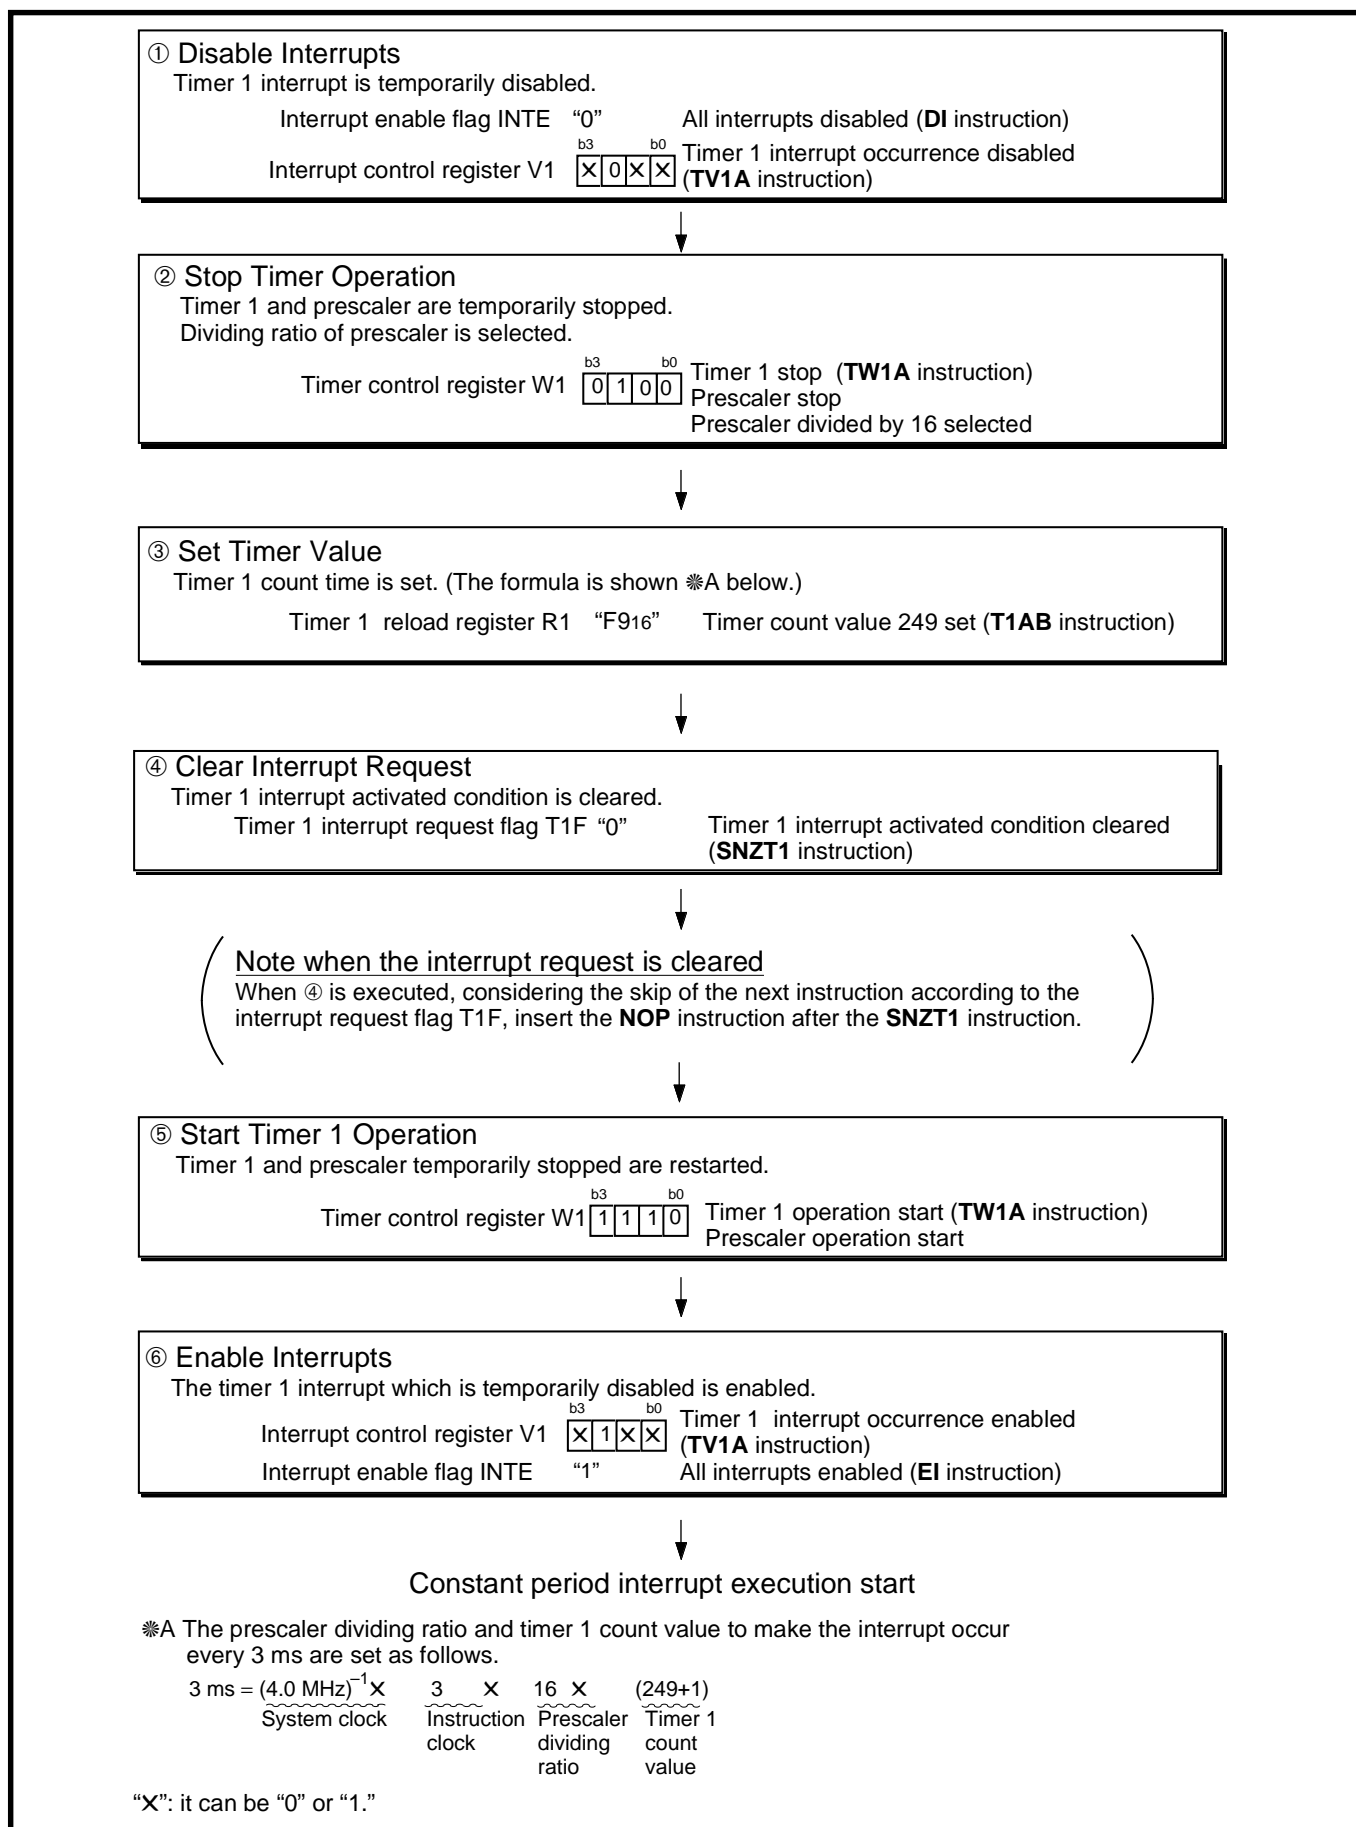 ① Disable Interrupts
Timer 1 interrupt is temporarily disabled.
Interrupt enable flag INTE “0” All interrupts disabled (DI instruction)
b3 b0
Interrupt control register V1 ✕ 0 ✕ ✕ Timer 1 interrupt occurrence disabled
(TV1A instruction)
② Stop Timer Operation
Timer 1 and prescaler are temporarily stopped.
Dividing ratio of prescaler is selected.
b3 b0
Timer control register W1 0 1 0 0 Timer 1 stop (TW1A instruction)
Prescaler stop
Prescaler divided by 16 selected
③ Set Timer Value
Timer 1 count time is set. (The formula is shown ❊A below.)
Timer 1 reload register R1 “F916” Timer count value 249 set (T1AB instruction)
④ Clear Interrupt Request
Timer 1 interrupt activated condition is cleared.
Timer 1 interrupt request flag T1F “0” Timer 1 interrupt activated condition cleared
(SNZT1 instruction)
Note when the interrupt request is cleared
When ④ is executed, considering the skip of the next instruction according to the
interrupt request flag T1F, insert the NOP instruction after the SNZT1 instruction.
⑤ Start Timer 1 Operation
Timer 1 and prescaler temporarily stopped are restarted.
b3 b0
Timer control register W1 1 1 1 0 Timer 1 operation start (TW1A instruction)
Prescaler operation start
⑥ Enable Interrupts
The timer 1 interrupt which is temporarily disabled is enabled.
b3 b0
Interrupt control register V1 ✕ 1 ✕ ✕ Timer 1 interrupt occurrence enabled
(TV1A instruction)
Interrupt enable flag INTE “1” All interrupts enabled (EI instruction)
Constant period interrupt execution start
❊A The prescaler dividing ratio and timer 1 count value to make the interrupt occur
every 3 ms are set as follows.
3 ms = (4.0 MHz)–1 ✕ 3 ✕ 16 ✕ (249+1)
System clock Instruction Prescaler Timer 1
clock dividing count
ratio value
“✕”: it can be “0” or “1.”